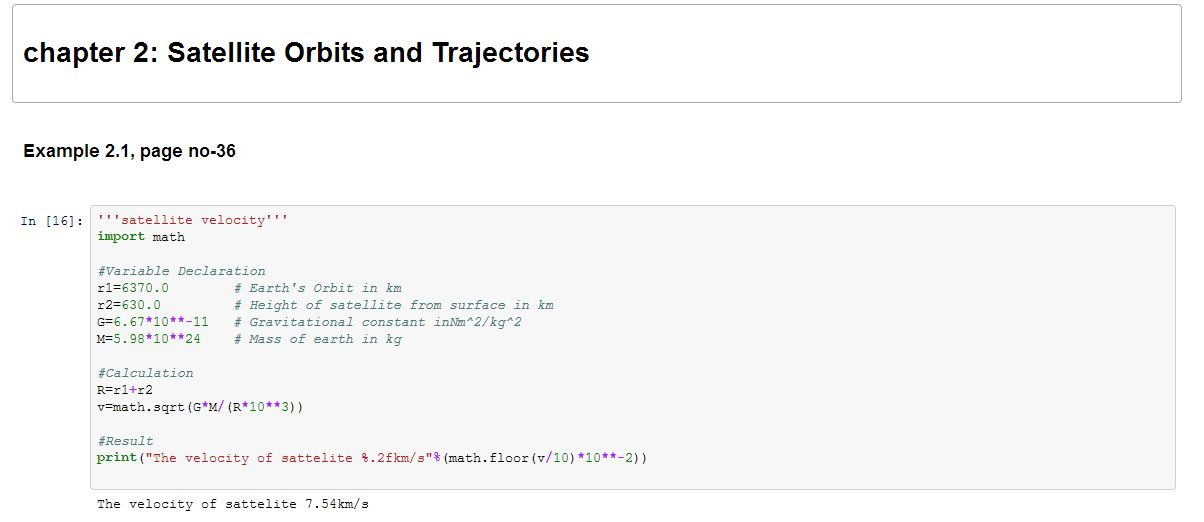 chapter 2: Satellite Orbits and Trajectories
Example 2.1, page no-36
In [16]: '''satellite velocity'''
import math
#Variable Declaration
r1=6370.0 # Earth's Orbit in km
r2=630.0 # Height of satellite from surface in km
G=6.67*10**-11 # Gravitational constant inNm^2/kg^2
M=5.98*10**24 # Mass of earth in kg
#Calculation
R=r1+r2
v=math.sqrt(G*M/(R*10**3))
#Result
print("The velocity of sattelite %.2fkm/s"%(math.floor(v/10)*10**-2))
The velocity of sattelite 7.54km/s